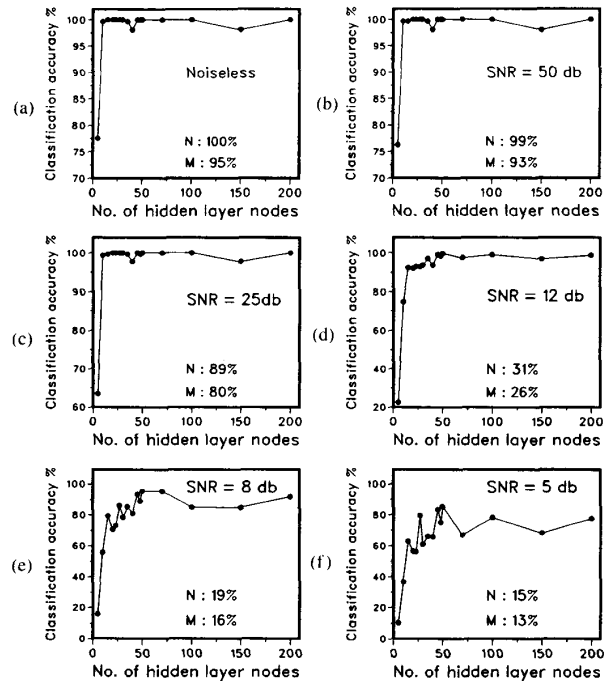 (a)
Classification accuracy %
100
95
90
85
80
75
70
Noiseless
N : 100%
M : 95%
0 50 100 150 200
No. of hidden layer nodes
(b)
Classification accuracy %
100
95
90
85
80
75
70
SNR = 50 db
N : 99%
M : 93%
0 50 100 150 200
No. of hidden layer nodes
(c)
Classification accuracy %
100
90
80
70
60
SNR = 25db
N : 89%
M : 80%
0 50 100 150 200
No. of hidden layer nodes
(d)
Classification accuracy %
100
80
60
40
20
SNR = 12 db
N : 31%
M : 26%
0 50 100 150 200
No. of hidden layer nodes
(e)
Classification accuracy %
100
80
60
40
20
0
SNR = 8 db
N : 19%
M : 16%
0 50 100 150 200
No. of hidden layer nodes
(f)
Classification accuracy %
100
80
60
40
20
0
SNR = 5 db
N : 15%
M : 13%
0 50 100 150 200
No. of hidden layer nodes